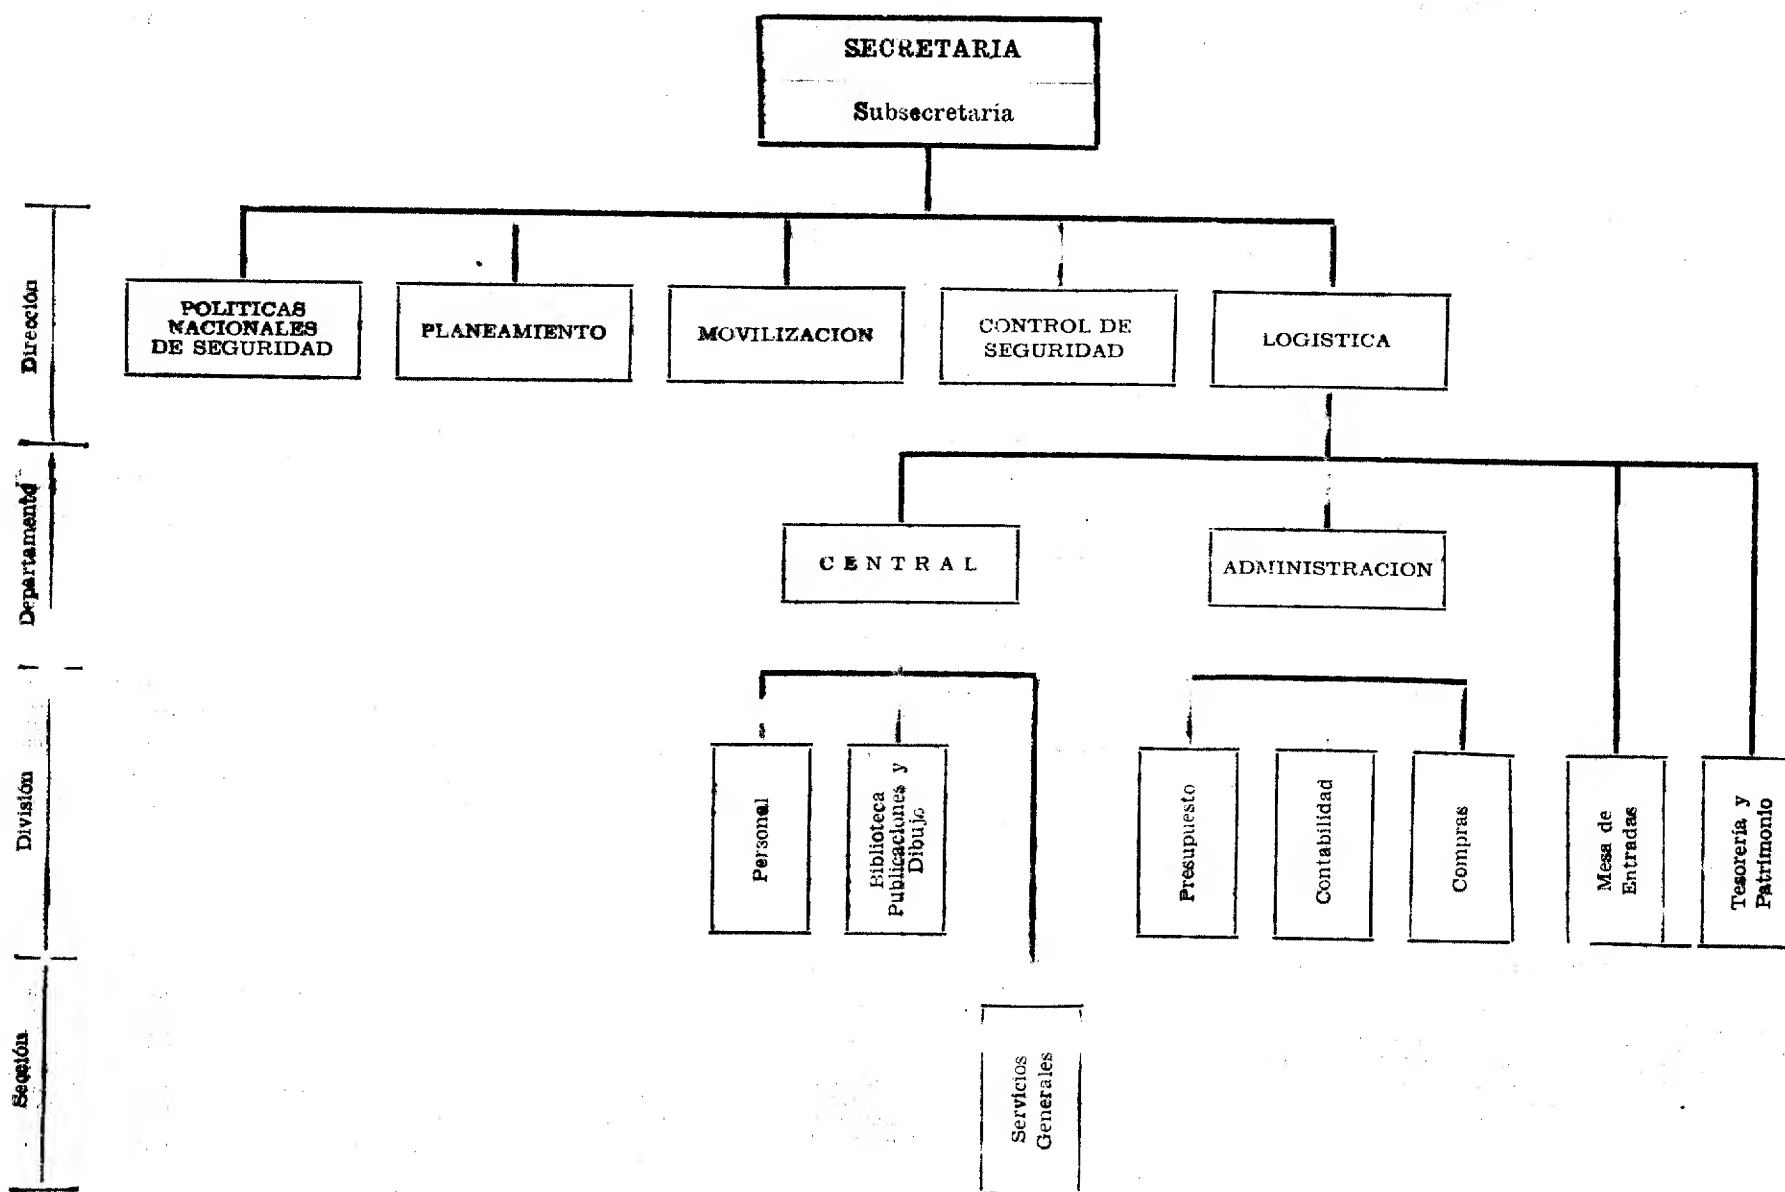 SECRETARIA
Subsecretaría
Dirección
POLITICAS
NACIONALES
DE SEGURIDAD
PLANEAMIENTO
MOVILIZACION
CONTROL DE
SEGURIDAD
LOGISTICA
Departamento
CENTRAL
ADMINISTRACION
División
Personal
Biblioteca
Publicaciones y
Dibujo
Presupuesto
Contabilidad
Compras
Mesa de
Entradas
Tesorería y
Patrimonio
Sección
Servicios
Generales